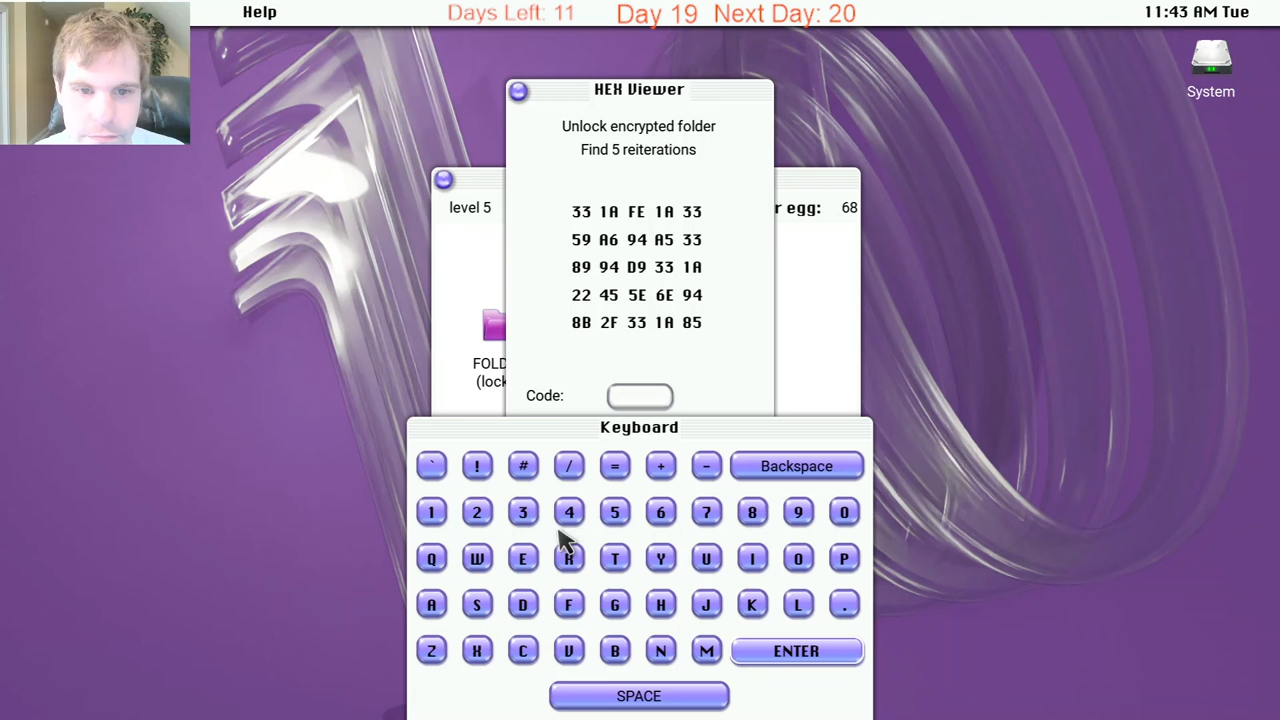 Help
Days Left: 11
Day 19 Next Day: 20
11:43 AM Tue
System
HEX Viewer
Unlock encrypted folder
Find 5 reiterations
level 5
r egg: 68
33 1A FE 1A 33
59 A6 94 A5 33
89 94 D9 33 1A
22 45 5E 6E 94
8B 2F 33 1A 85
FOLD
(lock
Code:
Keyboard
` ! # / = + - Backspace
1 2 3 4 5 6 7 8 9 0
Q W E R T Y U I O P
A S D F G H J K L .
Z X C V B N M ENTER
SPACE